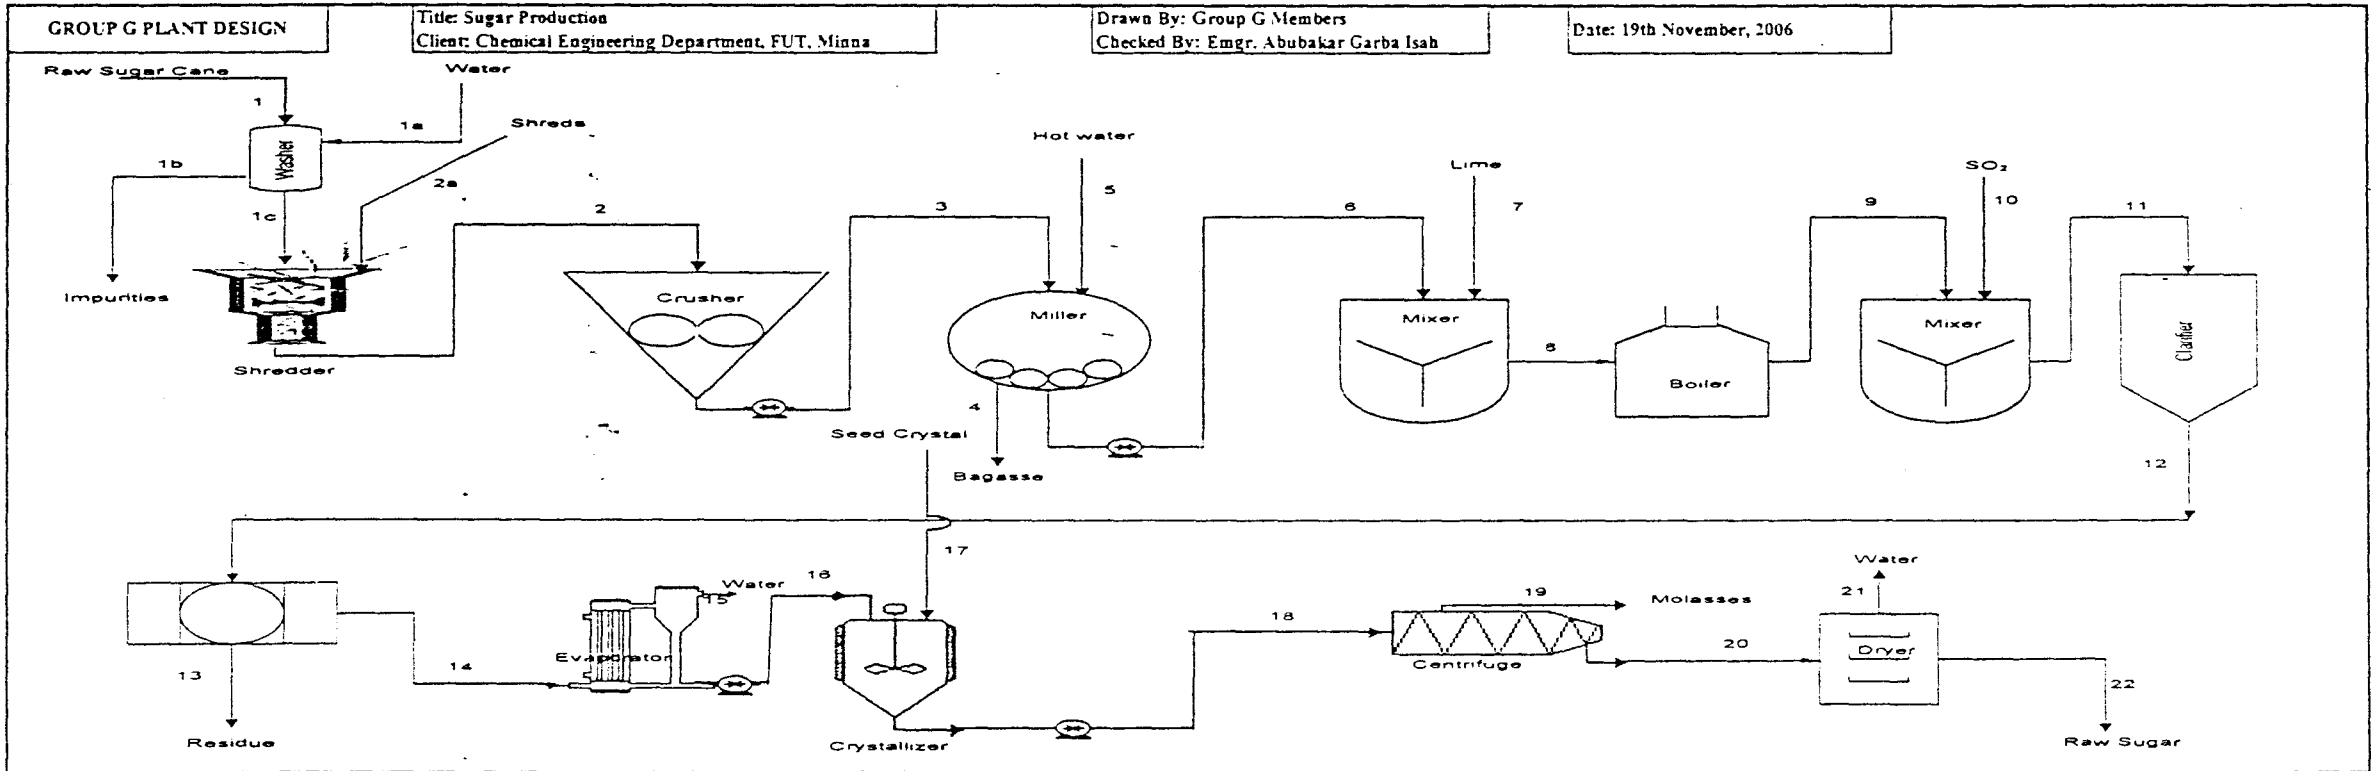 GROUP G PLANT DESIGN
Title: Sugar Production
Client: Chemical Engineering Department, FUT, Minna
Drawn By: Group G Members
Checked By: Emgr. Abubakar Garba Isah
Date: 19th November, 2006
Raw Sugar Cane
Water
1
1a
Shreds
Washer
1b
2a
1c
Impurities
Shredder
2
Crusher
3
Hot water
5
Miller
4
Bagasse
6
Lime
7
Mixer
8
Boiler
9
SO₂
10
Mixer
11
Clarifier
12
Seed Crystal
17
13
Residue
14
Evaporator
15
Water
16
Crystallizer
18
19
Molasses
Centrifuge
20
Water
21
Dryer
22
Raw Sugar